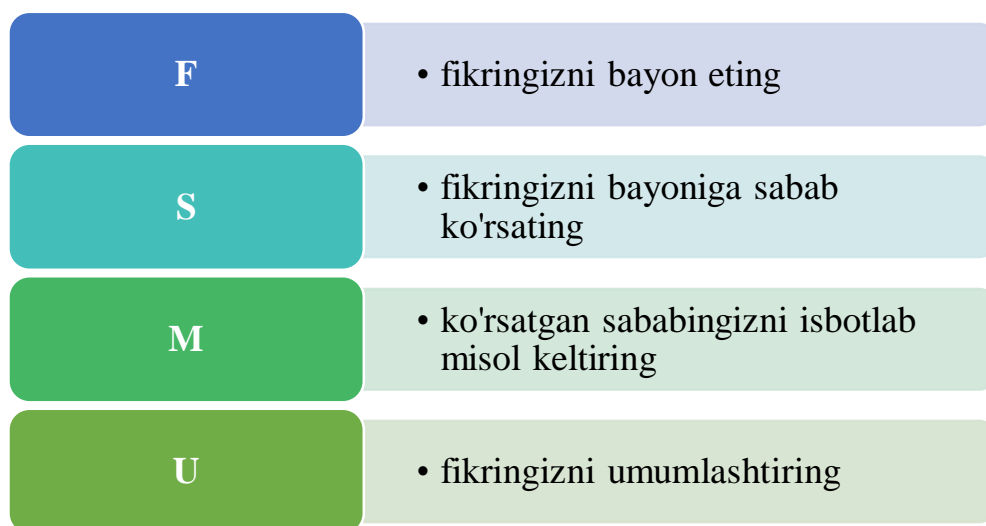 F
• fikringizni bayon eting
S
• fikringizni bayoniga sabab
ko'rsating
M
• ko'rsatgan sababingizni isbotlab
misol keltiring
U
• fikringizni umumlashtiring